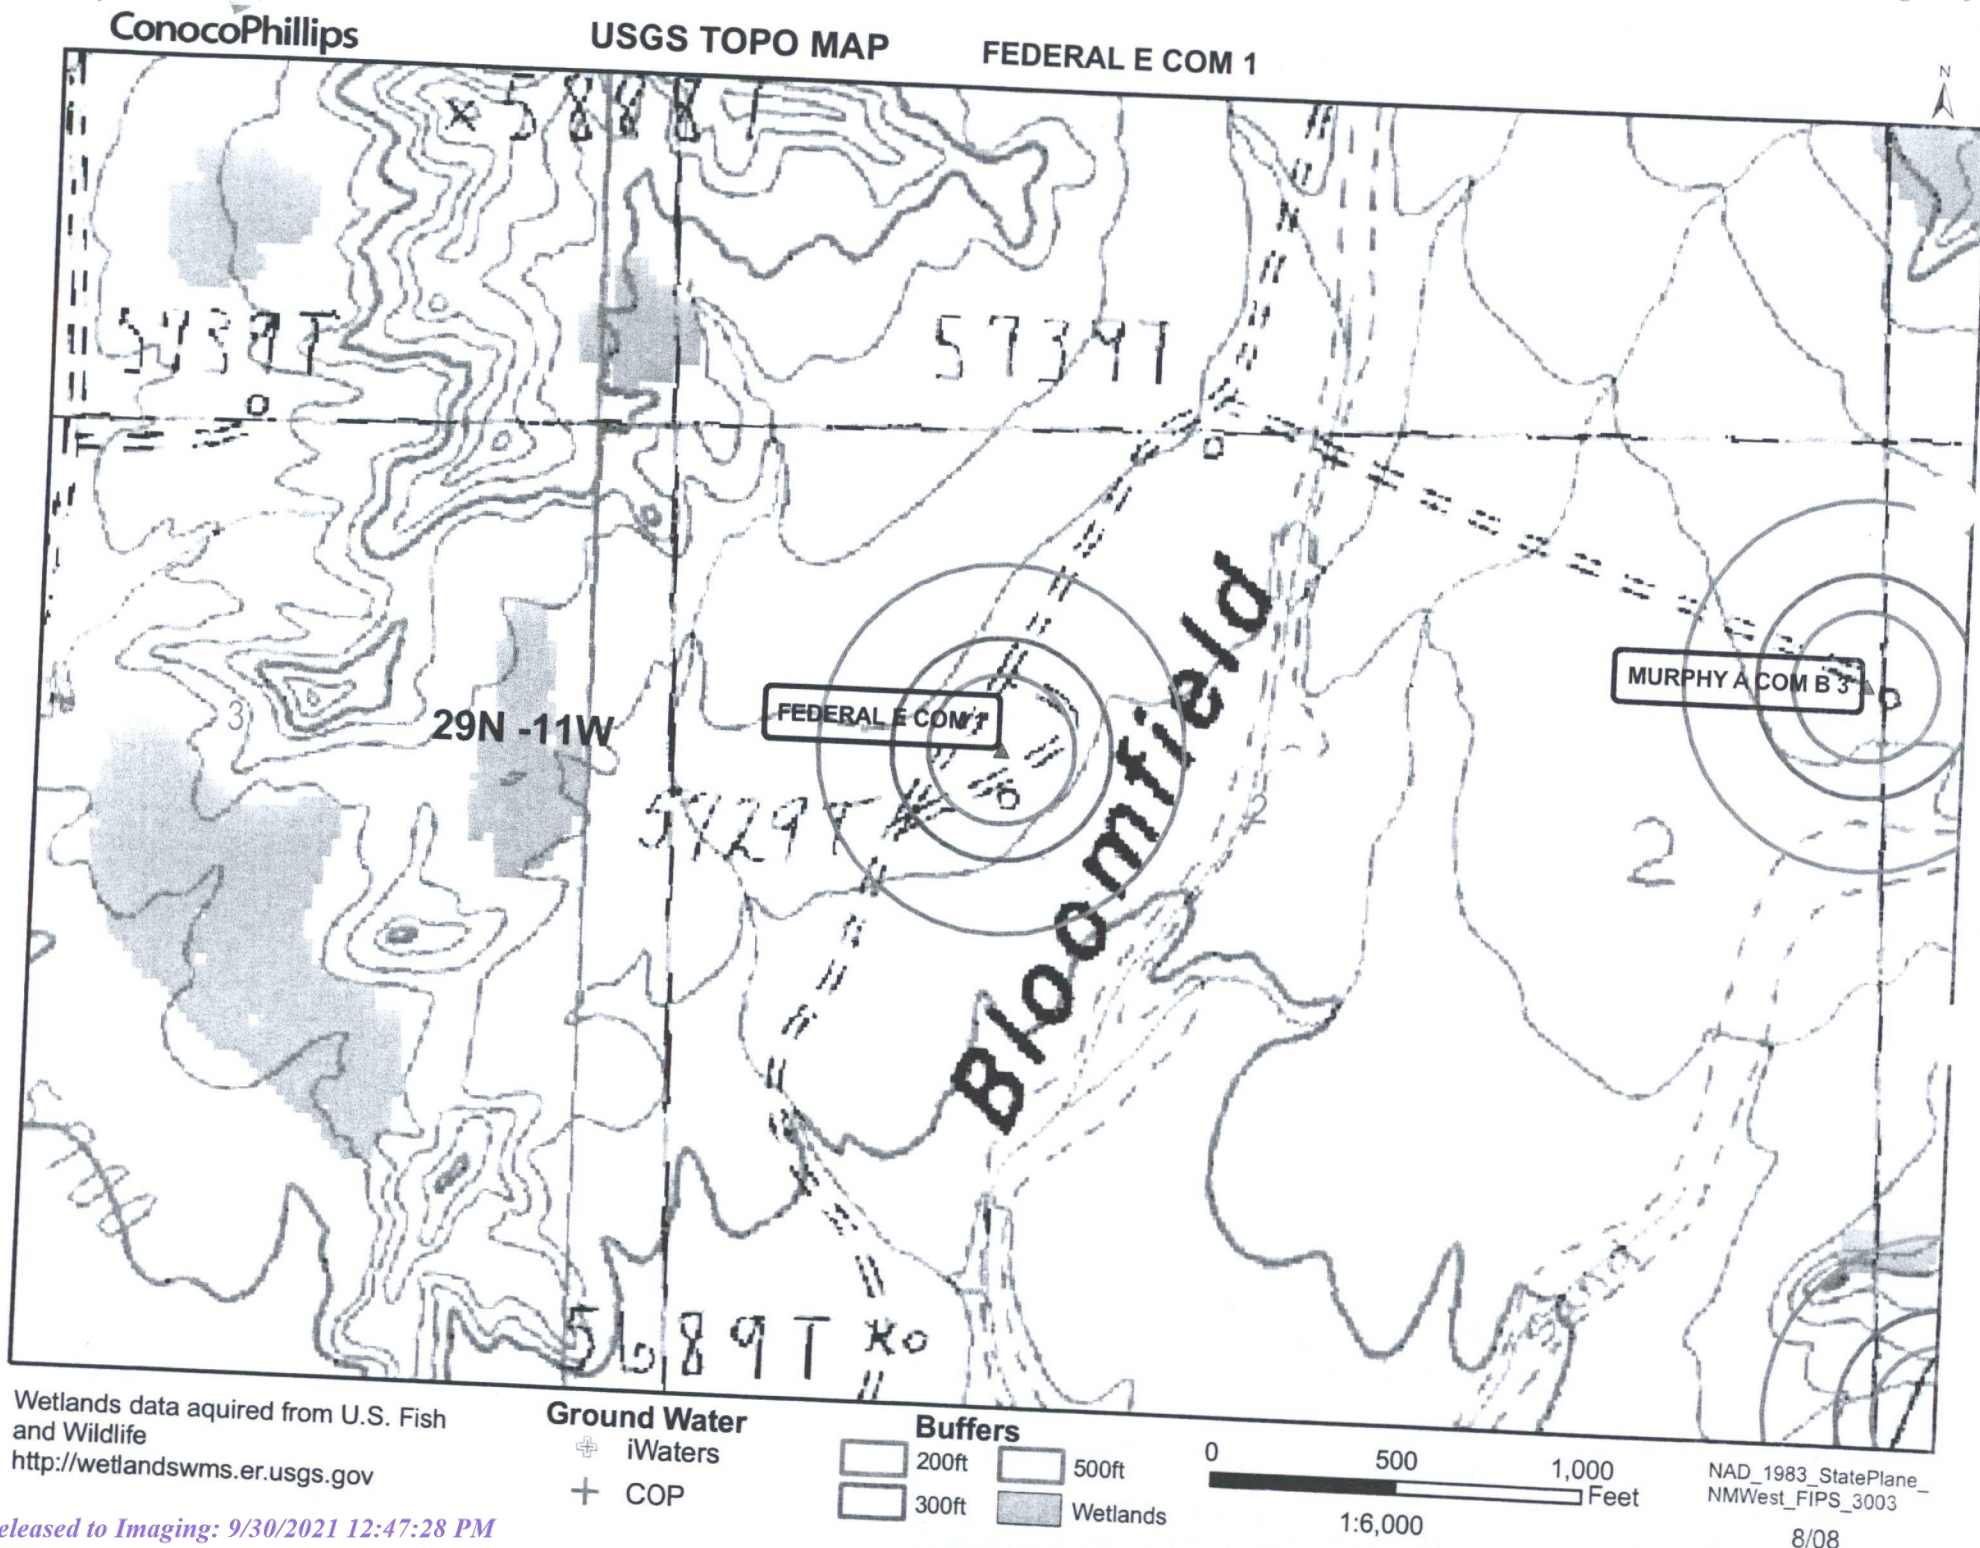 ConocoPhillips
USGS TOPO MAP
FEDERAL E COM 1
N
5888T
5739T
5739T
Bloomfield
MURPHY A COM B 3
FEDERAL E COM 1
3
29N -11W
5729T
2
2
5689T
Wetlands data aquired from U.S. Fish
and Wildlife
http://wetlandswms.er.usgs.gov
Ground Water
iWaters
COP
Buffers
200ft
500ft
300ft
Wetlands
0 500 1,000
Feet
1:6,000
NAD_1983_StatePlane_
NMWest_FIPS_3003
8/08
eleased to Imaging: 9/30/2021 12:47:28 PM